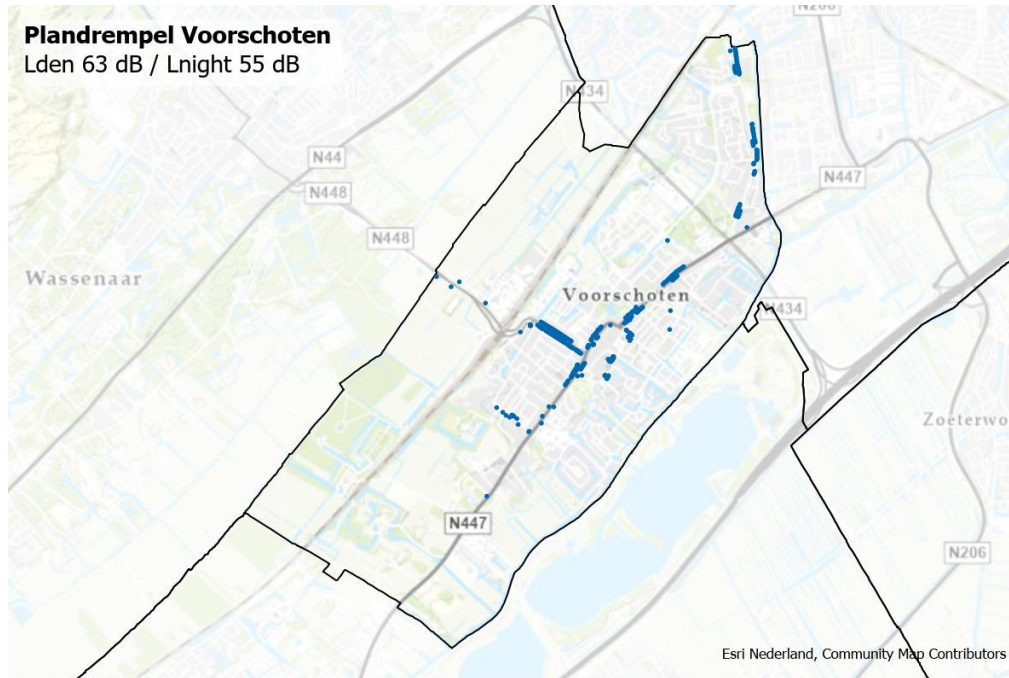 Plandrempel Voorschoten
Lden 63 dB / Lnight 55 dB
N206
N434
N44
N448
N447
N448
Wassenaar
Voorschoten
N434
Zoeterwo
N447
N206
Esri Nederland, Community Map Contributors